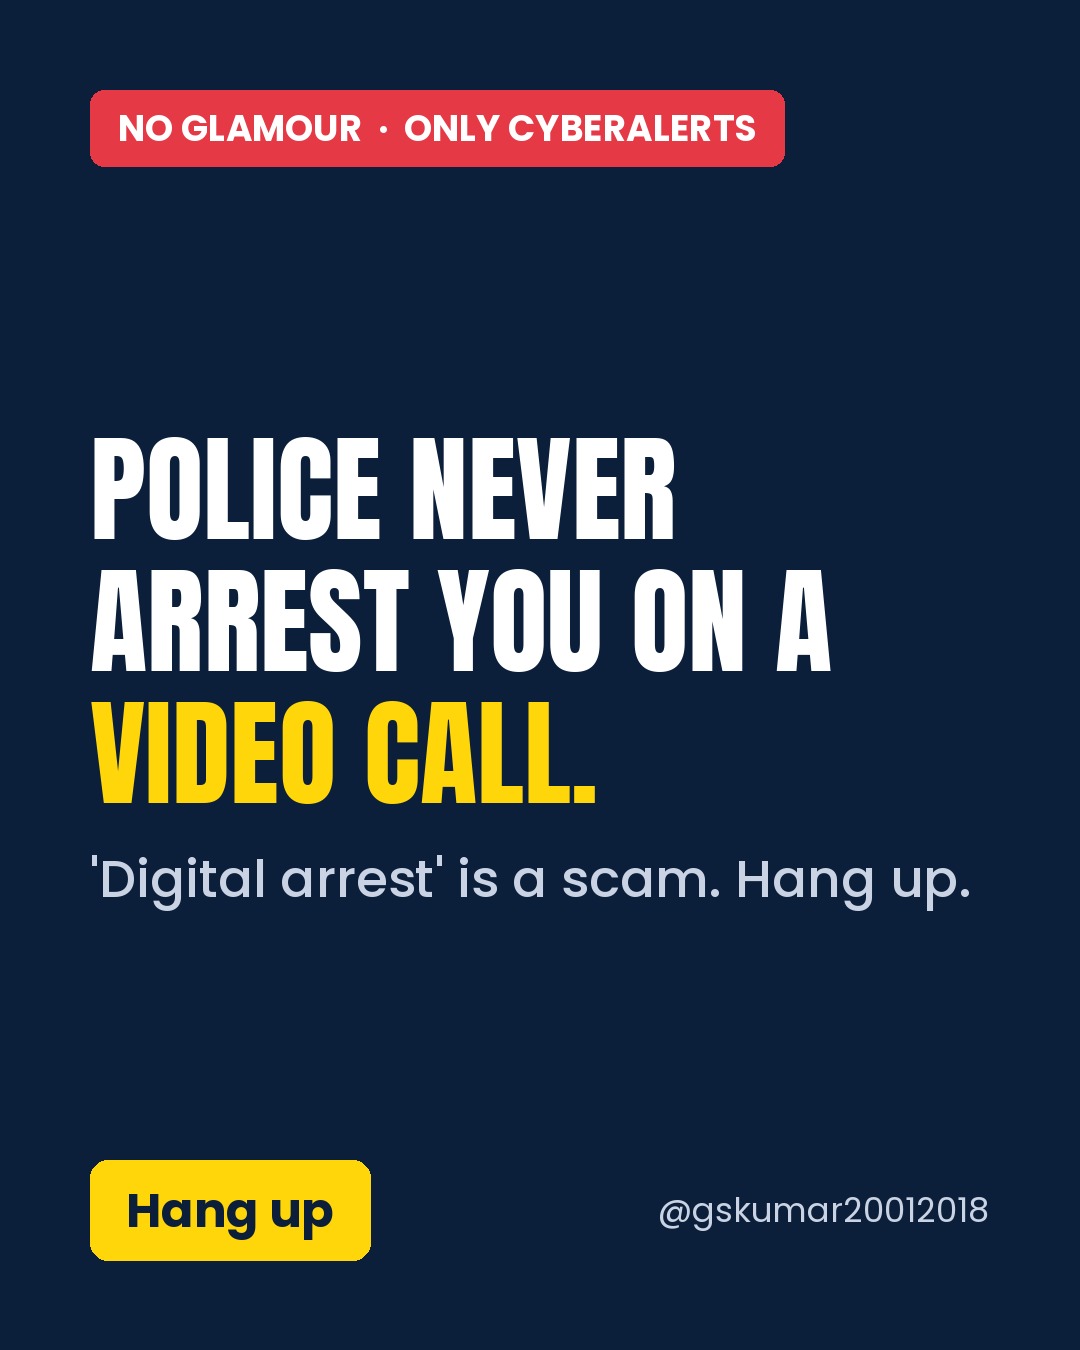 NO GLAMOUR · ONLY CYBERALERTS
POLICE NEVER
ARREST YOU ON A
VIDEO CALL.
'Digital arrest' is a scam. Hang up.
Hang up
@gskumar20012018